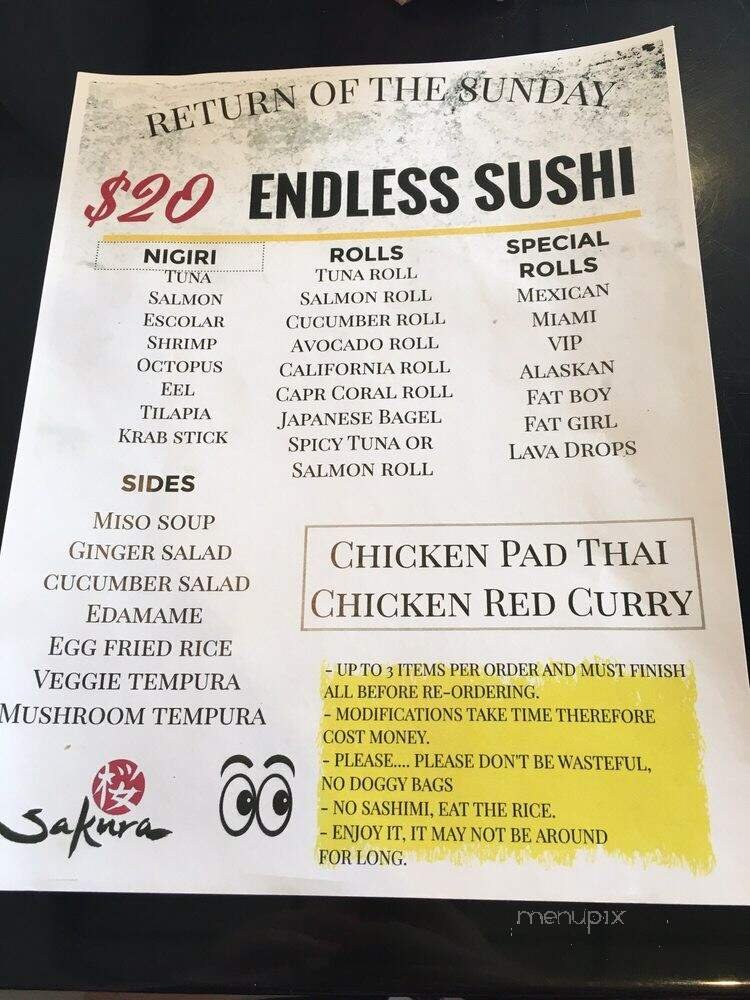 RETURN OF THE SUNDAY
$20 ENDLESS SUSHI
NIGIRI
TUNA
SALMON
ESCOLAR
SHRIMP
OCTOPUS
EEL
TILAPIA
KRAB STICK
ROLLS
TUNA ROLL
SALMON ROLL
CUCUMBER ROLL
AVOCADO ROLL
CALIFORNIA ROLL
CAPR CORAL ROLL
JAPANESE BAGEL
SPICY TUNA OR
SALMON ROLL
SPECIAL
ROLLS
MEXICAN
MIAMI
VIP
ALASKAN
FAT BOY
FAT GIRL
LAVA DROPS
SIDES
MISO SOUP
GINGER SALAD
CUCUMBER SALAD
EDAMAME
EGG FRIED RICE
VEGGIE TEMPURA
MUSHROOM TEMPURA
CHICKEN PAD THAI
CHICKEN RED CURRY
- UP TO 3 ITEMS PER ORDER AND MUST FINISH
ALL BEFORE RE-ORDERING.
- MODIFICATIONS TAKE TIME THEREFORE
COST MONEY.
- PLEASE.... PLEASE DON'T BE WASTEFUL,
NO DOGGY BAGS
- NO SASHIMI, EAT THE RICE.
- ENJOY IT, IT MAY NOT BE AROUND
FOR LONG.
桜
Sakura
menupix